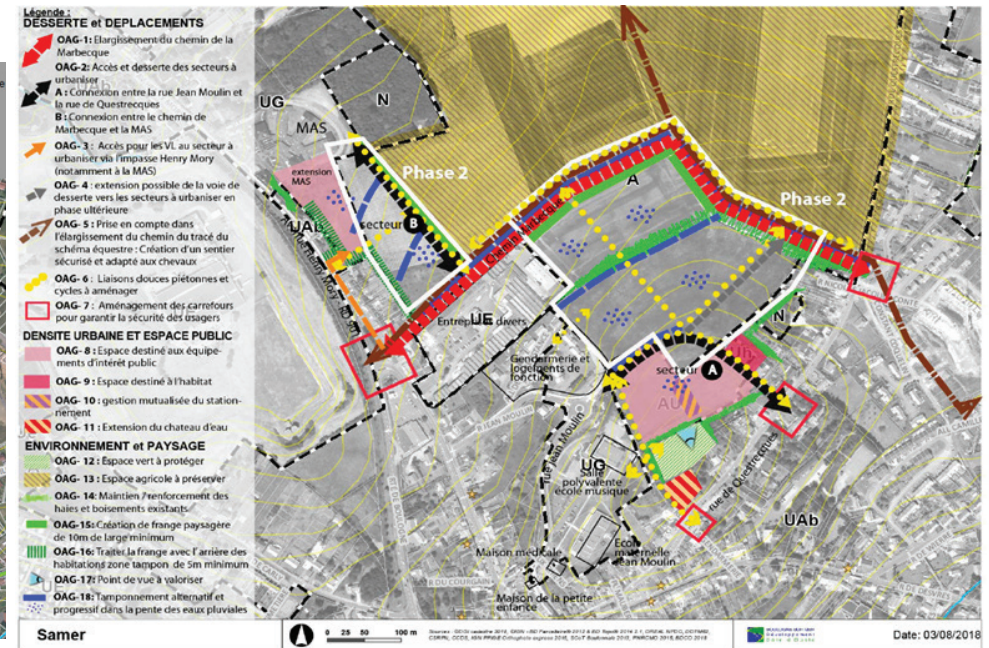 Légende :
DESSERTE et DEPLACEMENTS
OAG-1: Elargissement du chemin de la
Marbecque
OAG-2: Accès et desserte des secteurs à
urbaniser
A : Connexion entre la rue Jean Moulin et
la rue de Questrecques
B : Connexion entre le chemin de
Marbecque et la MAS
OAG- 3 : Accès pour les VL au secteur à
urbaniser via l'impasse Henry Mory
(notamment à la MAS)
OAG- 4 : extension possible de la voie de
desserte vers les secteurs à urbaniser en
phase ultérieure
OAG- 5 : Prise en compte dans
l'élargissement du chemin du tracé du
schéma équestre : Création d'un sentier
sécurisé et adapté aux chevaux
OAG- 6 : Liaisons douces piétonnes et
cycles à aménager
OAG- 7 : Aménagement des carrefours
pour garantir la sécurité des usagers
DENSITE URBAINE ET ESPACE PUBLIC
OAG- 8 : Espace destiné aux équipe-
ments d'intérêt public
OAG- 9 : Espace destiné à l'habitat
OAG- 10 : gestion mutualisée du station-
nement
OAG- 11 : Extension du chateau d'eau
ENVIRONNEMENT et PAYSAGE
OAG- 12 : Espace vert à protéger
OAG- 13 : Espace agricole à préserver
OAG- 14: Maintien / renforcement des
haies et boisements existants
OAG-15: Création de frange paysagère
de 10m de large minimum
OAG-16: Traiter la frange avec l'arrière des
habitations zone tampon de 5m minimum
OAG-17: Point de vue à valoriser
OAG-18: Tamponnement alternatif et
progressif dans la pente des eaux pluviales
UG
N
MAS
extension
MAS
Phase 2
A
Phase 2
UAb
secteur B
Chemin Marbecque
Henry Mory
Entrepôts divers
UE
Gendarmerie et
logements de
fonction
N
secteur A
AU
R JEAN MOULIN
rue Jean Moulin
UG
Salle
polyvalente
école musique
rue de Questrecques
UAb
Maison médicale
Ecole
maternelle
Jean Moulin
R DU COURGAIN
Maison de la petite
enfance
Samer
0 25 50 100 m
Date: 03/08/2018